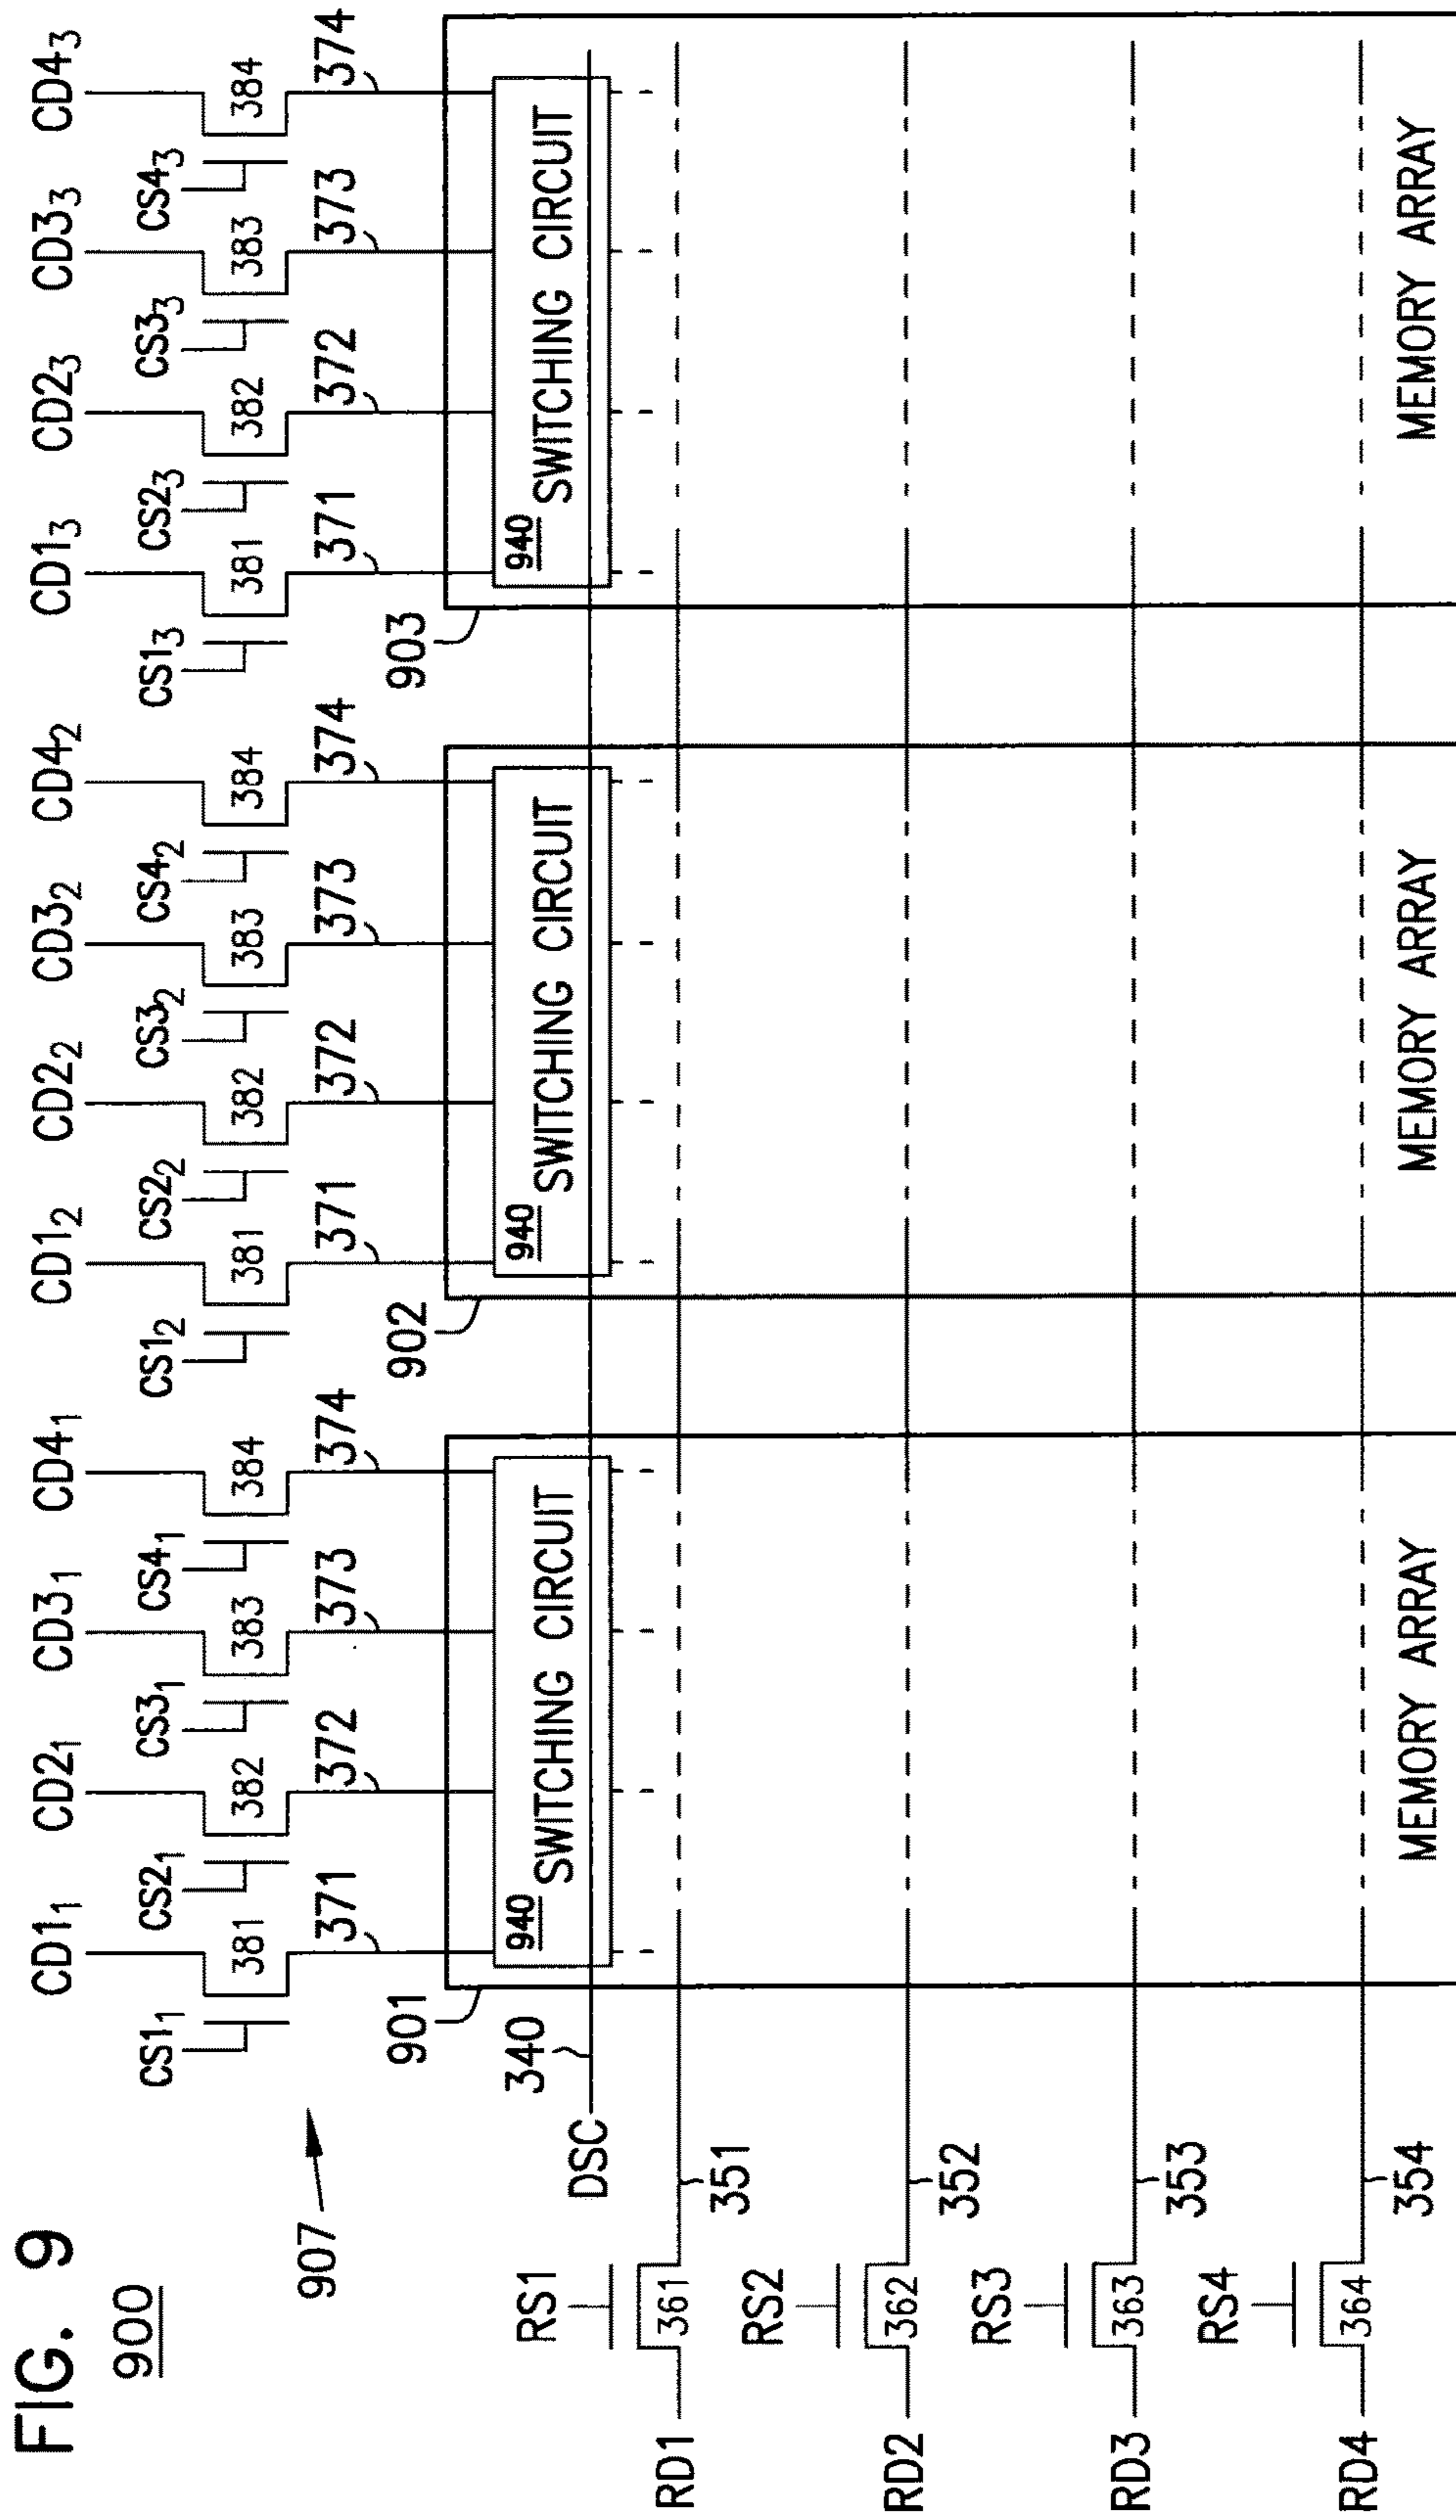 FIG. 9
900
907
CD1₁ CD2₁ CD3₁ CD4₁ CD1₂ CD2₂ CD3₂ CD4₂ CD1₃ CD2₃ CD3₃ CD4₃
CS1₁ CS2₁ CS3₁ CS4₁ CS1₂ CS2₂ CS3₂ CS4₂ CS1₃ CS2₃ CS3₃ CS4₃
381 382 383 384 381 382 383 384 381 382 383 384
371 372 373 374 371 372 373 374 371 372 373 374
901 902 903
340
940 940 940
SWITCHING CIRCUIT SWITCHING CIRCUIT SWITCHING CIRCUIT
DSC
RS1
361
RD1
351
RS2
362
RD2
352
RS3
363
RD3
353
RS4
364
RD4
354
MEMORY ARRAY MEMORY ARRAY MEMORY ARRAY